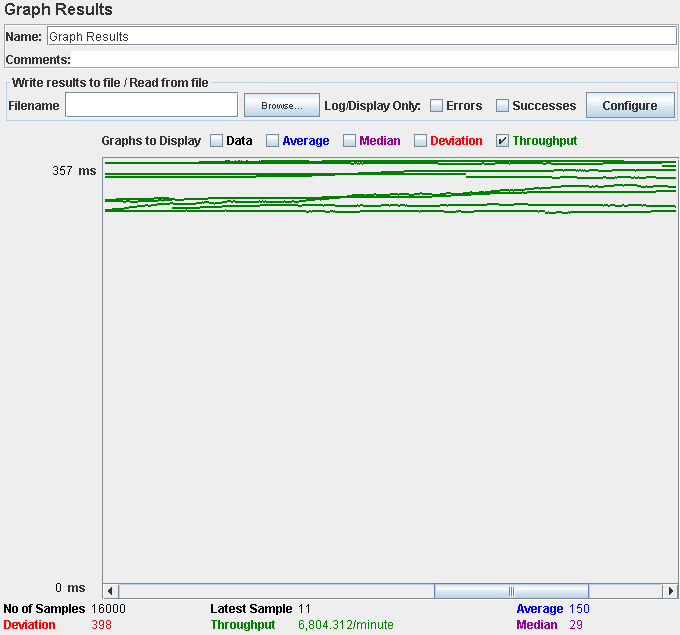 Graph Results
Name: Graph Results
Comments:
Write results to file / Read from file
Filename Browse... Log/Display Only: Errors Successes Configure
Graphs to Display Data Average Median Deviation Throughput
357 ms
0 ms
No of Samples 16000 Latest Sample 11 Average 150
Deviation 398 Throughput 6,804.312/minute Median 29